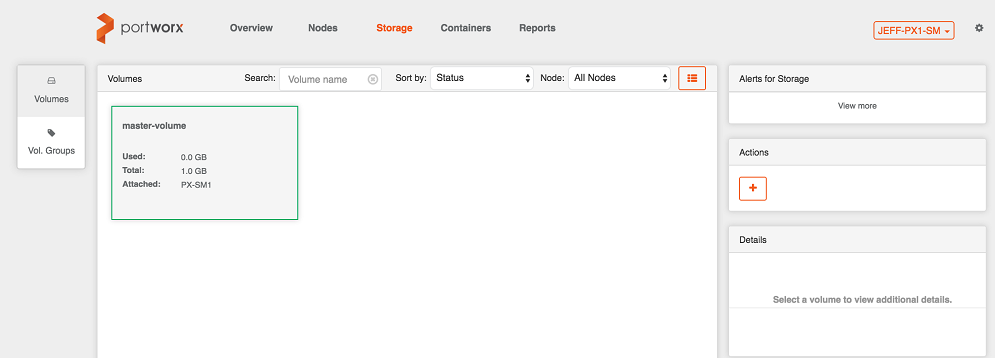 portworx
Overview Nodes Storage Containers Reports
JEFF-PX1-SM
Volumes
Vol. Groups
Volumes Search: Volume name Sort by: Status Node: All Nodes
master-volume
Used: 0.0 GB
Total: 1.0 GB
Attached: PX-SM1
Alerts for Storage
View more
Actions
Details
Select a volume to view additional details.